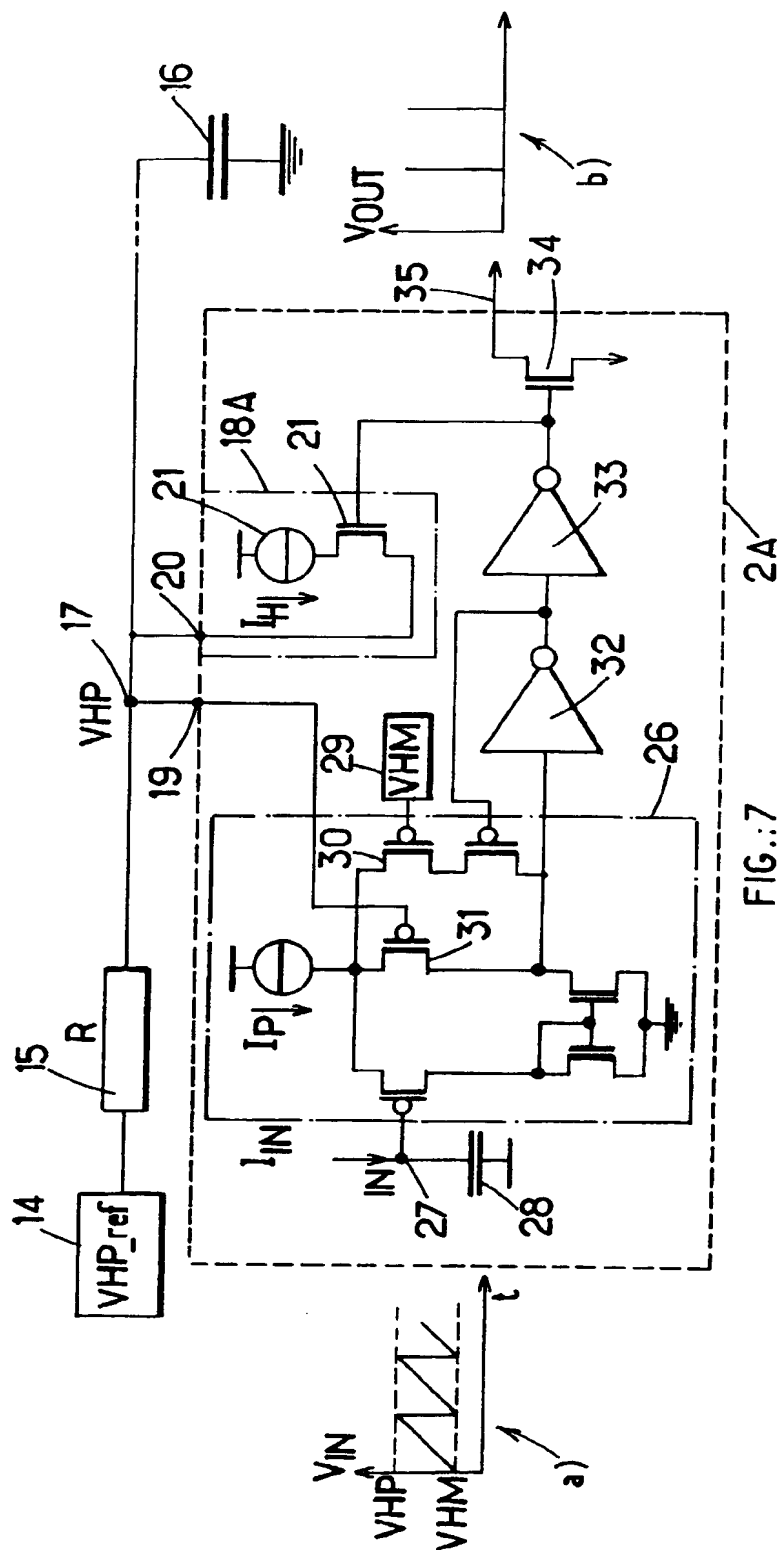 14
VHP_ref
15
R
VHP
17
16
19
20
21
18A
21
I_H
I_P
I_IN
IN
27
28
29
VHM
30
31
26
32
33
34
35
2A
V_IN
VHP
VHM
t
a)
V_OUT
b)
FIG.:7